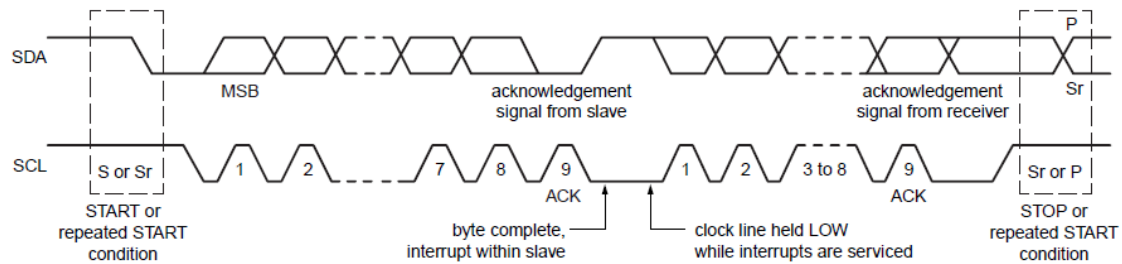 P
SDA
MSB
acknowledgement
signal from slave
acknowledgement
signal from receiver
Sr
SCL
S or Sr
1
2
7
8
9
1
2
3 to 8
9
Sr or P
ACK
ACK
START or
repeated START
condition
byte complete,
interrupt within slave
clock line held LOW
while interrupts are serviced
STOP or
repeated START
condition